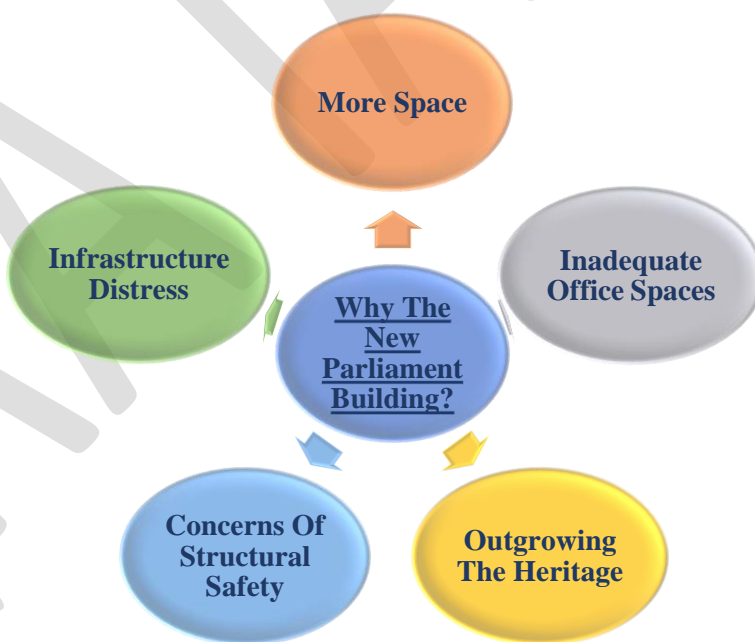 More Space
Infrastructure
Distress
Inadequate
Office Spaces
Why The
New
Parliament
Building?
Concerns Of
Structural
Safety
Outgrowing
The Heritage